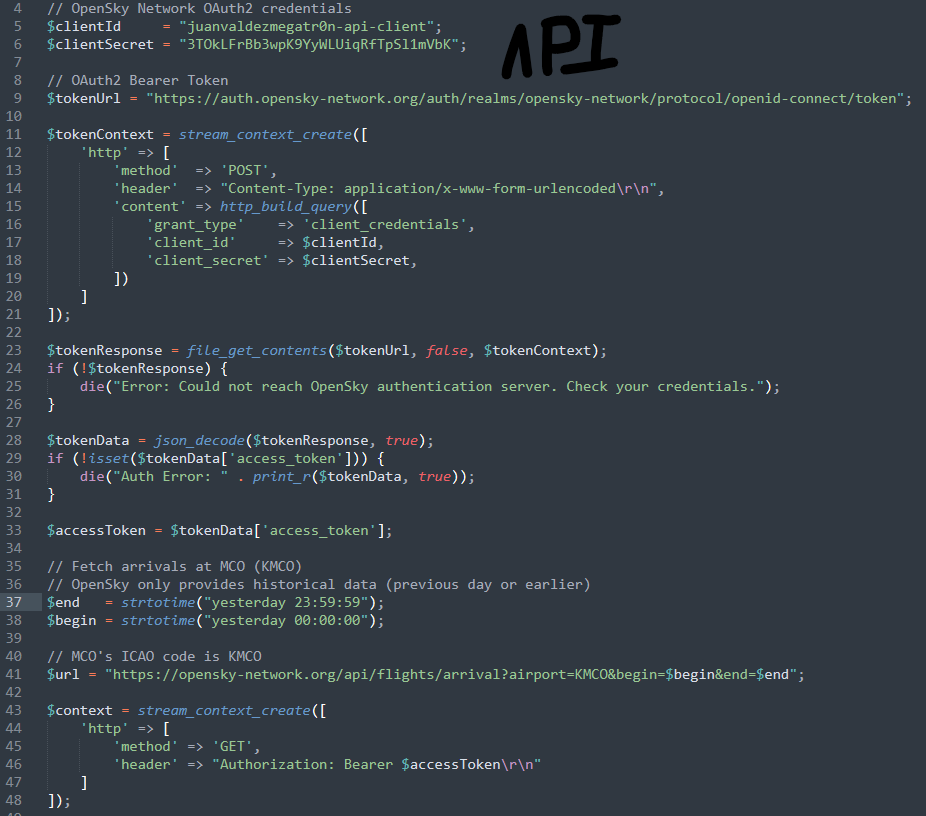 4 // OpenSky Network OAuth2 credentials
5 $clientId     = "juanvaldezmegatr0n-api-client";
6 $clientSecret = "3TOkLFrBb3wpK9YyWLUiqRfTpSl1mVbK";
API
7
8 // OAuth2 Bearer Token
9 $tokenUrl = "https://auth.opensky-network.org/auth/realms/opensky-network/protocol/openid-connect/token";
10
11 $tokenContext = stream_context_create([
12     'http' => [
13         'method'  => 'POST',
14         'header'  => "Content-Type: application/x-www-form-urlencoded\r\n",
15         'content' => http_build_query([
16             'grant_type'    => 'client_credentials',
17             'client_id'     => $clientId,
18             'client_secret' => $clientSecret,
19         ])
20     ]
21 ]);
22
23 $tokenResponse = file_get_contents($tokenUrl, false, $tokenContext);
24 if (!$tokenResponse) {
25     die("Error: Could not reach OpenSky authentication server. Check your credentials.");
26 }
27
28 $tokenData = json_decode($tokenResponse, true);
29 if (!isset($tokenData['access_token'])) {
30     die("Auth Error: " . print_r($tokenData, true));
31 }
32
33 $accessToken = $tokenData['access_token'];
34
35 // Fetch arrivals at MCO (KMCO)
36 // OpenSky only provides historical data (previous day or earlier)
37 $end   = strtotime("yesterday 23:59:59");
38 $begin = strtotime("yesterday 00:00:00");
39
40 // MCO's ICAO code is KMCO
41 $url = "https://opensky-network.org/api/flights/arrival?airport=KMCO&begin=$begin&end=$end";
42
43 $context = stream_context_create([
44     'http' => [
45         'method' => 'GET',
46         'header' => "Authorization: Bearer $accessToken\r\n"
47     ]
48 ]);